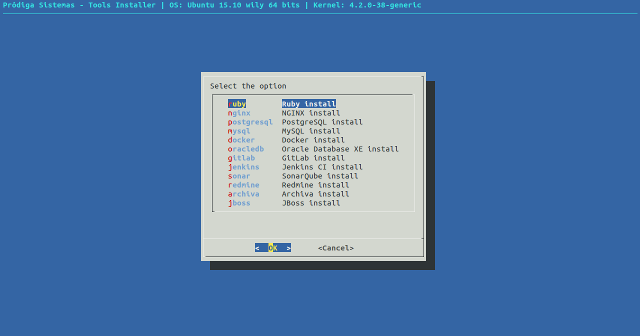 Pródiga Sistemas - Tools Installer | OS: Ubuntu 15.10 wily 64 bits | Kernel: 4.2.0-38-generic
Select the option
uby Ruby install
nginx NGINX install
postgresql PostgreSQL install
mysql MySQL install
docker Docker install
oracledb Oracle Database XE install
gitlab GitLab install
jenkins Jenkins CI install
sonar SonarQube install
redmine RedMine install
archiva Archiva install
jboss JBoss install
< OK > <Cancel>